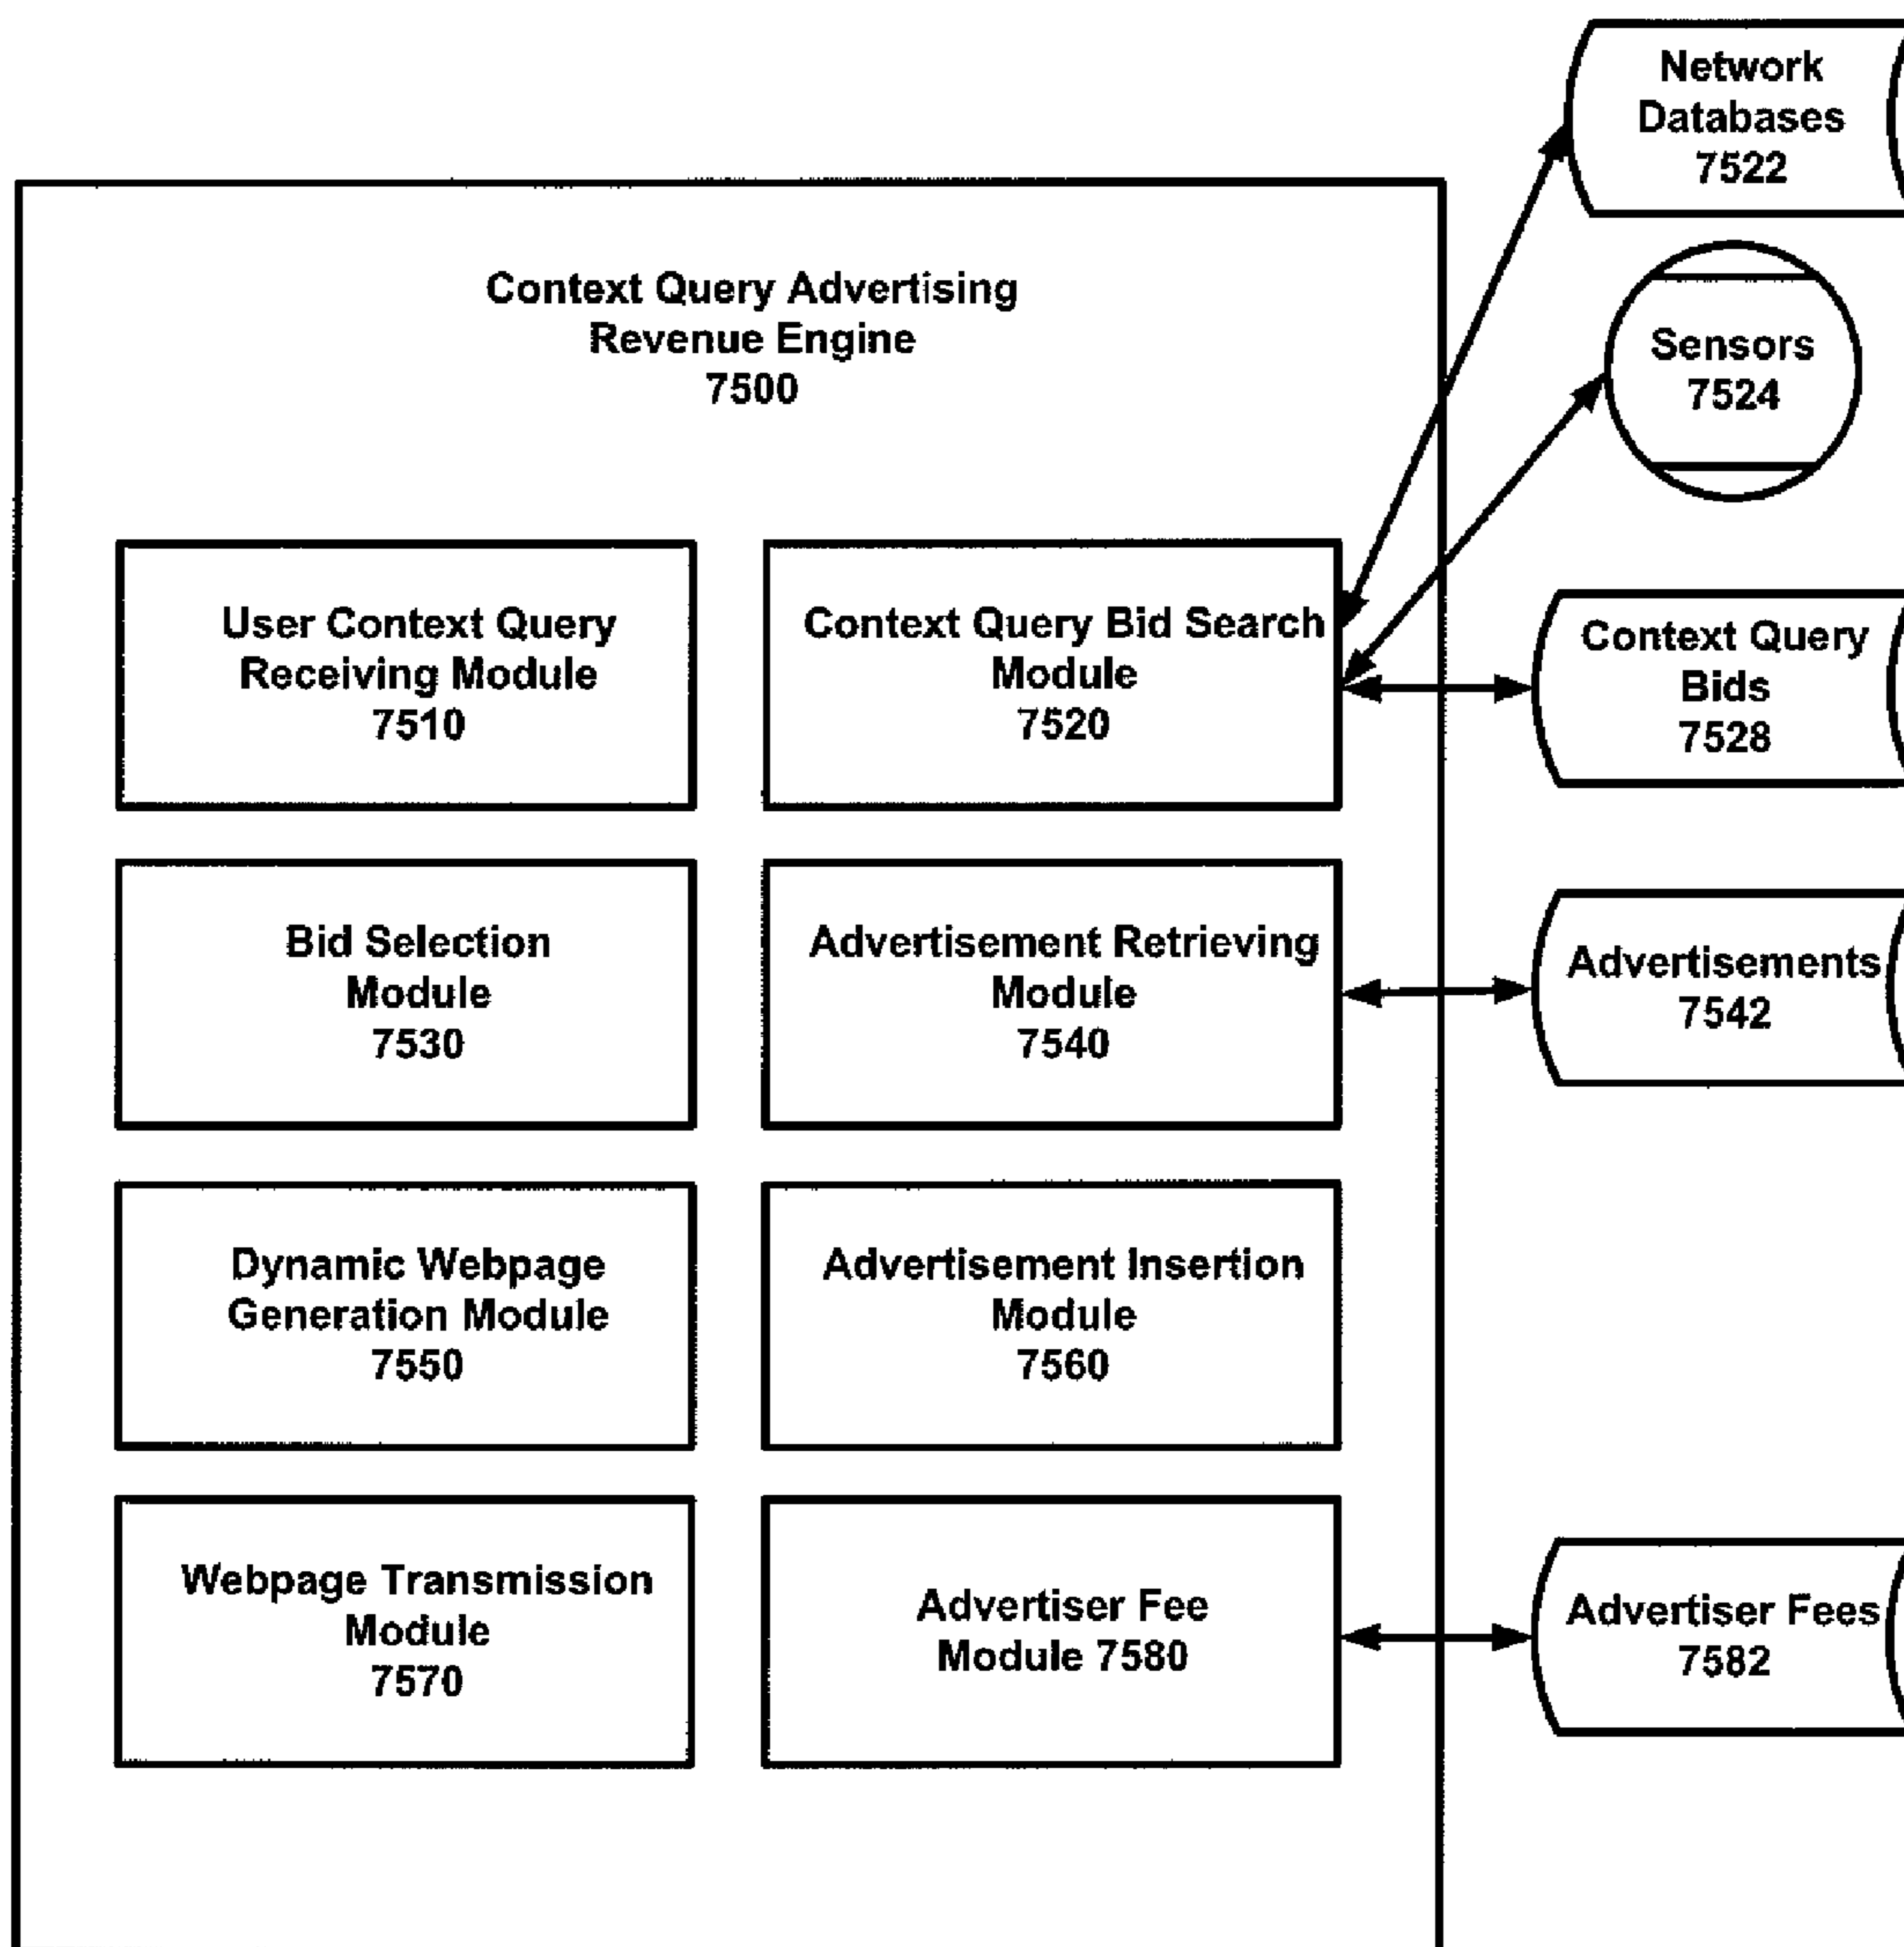 Network
Databases
7522
Context Query Advertising
Revenue Engine
7500
Sensors
7524
User Context Query
Receiving Module
7510
Context Query Bid Search
Module
7520
Context Query
Bids
7528
Bid Selection
Module
7530
Advertisement Retrieving
Module
7540
Advertisements
7542
Dynamic Webpage
Generation Module
7550
Advertisement Insertion
Module
7560
Webpage Transmission
Module
7570
Advertiser Fee
Module 7580
Advertiser Fees
7582